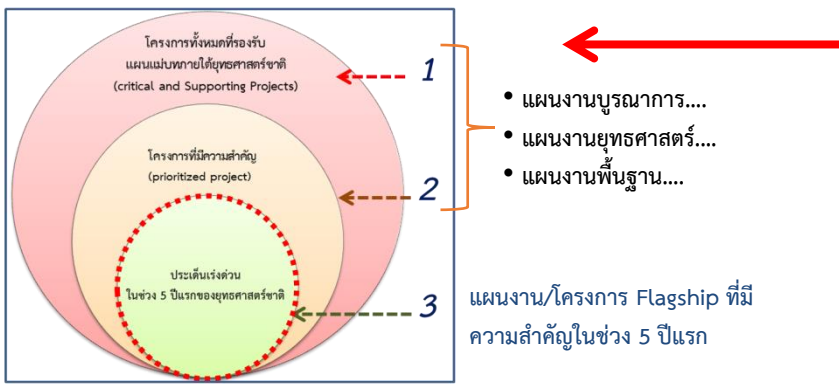 โครงการทั้งหมดที่รองรับ
แผนแม่บทภายใต้ยุทธศาสตร์ชาติ
(critical and Supporting Projects)
1
โครงการที่มีความสำคัญ
(prioritized project)
2
ประเด็นเร่งด่วน
ในช่วง 5 ปีแรกของยุทธศาสตร์ชาติ
3
• แผนงานบูรณาการ....
• แผนงานยุทธศาสตร์....
• แผนงานพื้นฐาน....
แผนงาน/โครงการ Flagship ที่มี
ความสำคัญในช่วง 5 ปีแรก